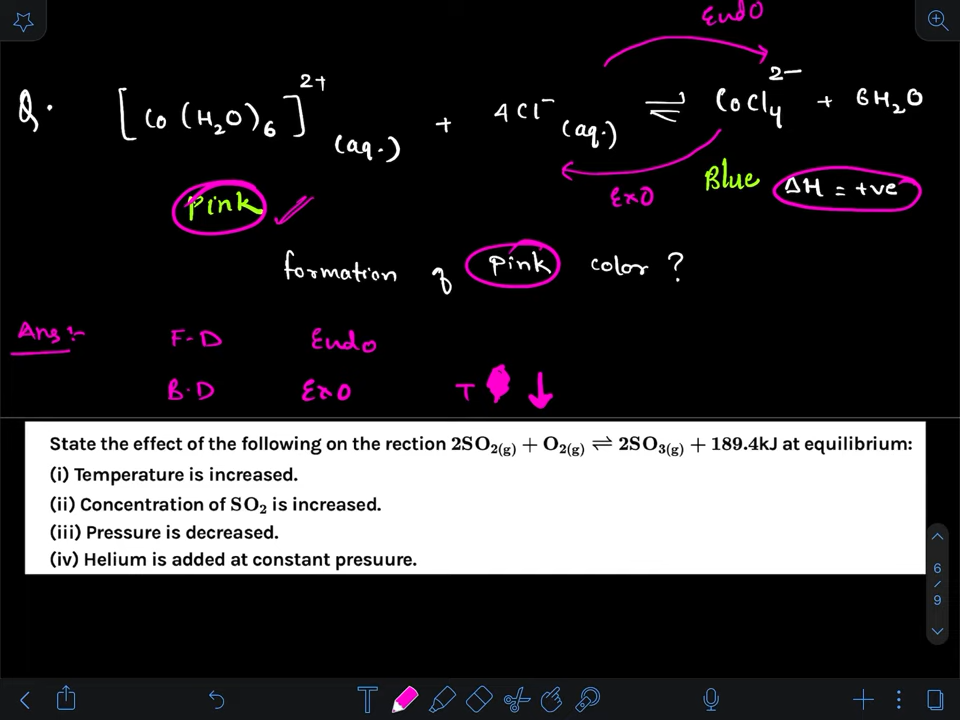 Endo
Q. [Co(H₂O)₆]²⁺(aq.) + 4Cl⁻(aq.) ⇌ CoCl₄²⁻ + 6H₂O
Pink ✓ Exo Blue ΔH = +ve
formation of pink color ?
Ans :- F-D Endo
B.D Exo T ↓
State the effect of the following on the rection 2SO₂(g) + O₂(g) ⇌ 2SO₃(g) + 189.4kJ at equilibrium:
(i) Temperature is increased.
(ii) Concentration of SO₂ is increased.
(iii) Pressure is decreased.
(iv) Helium is added at constant presuure.
6
/
9
T